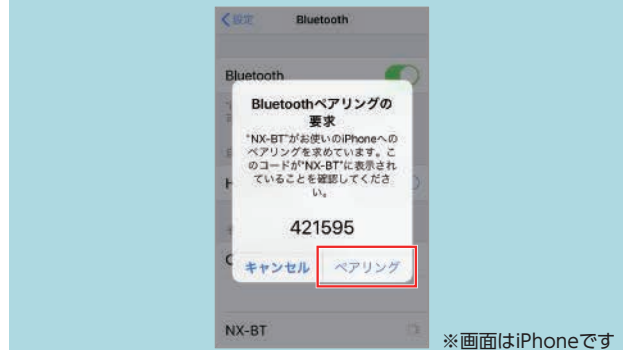 設定 Bluetooth
Bluetooth
Bluetoothペアリングの
要求
"NX-BT"がお使いのiPhoneへの
ペアリングを求めています。こ
のコードが"NX-BT"に表示され
ていることを確認してくださ
い。
421595
キャンセル ペアリング
NX-BT
※画面はiPhoneです